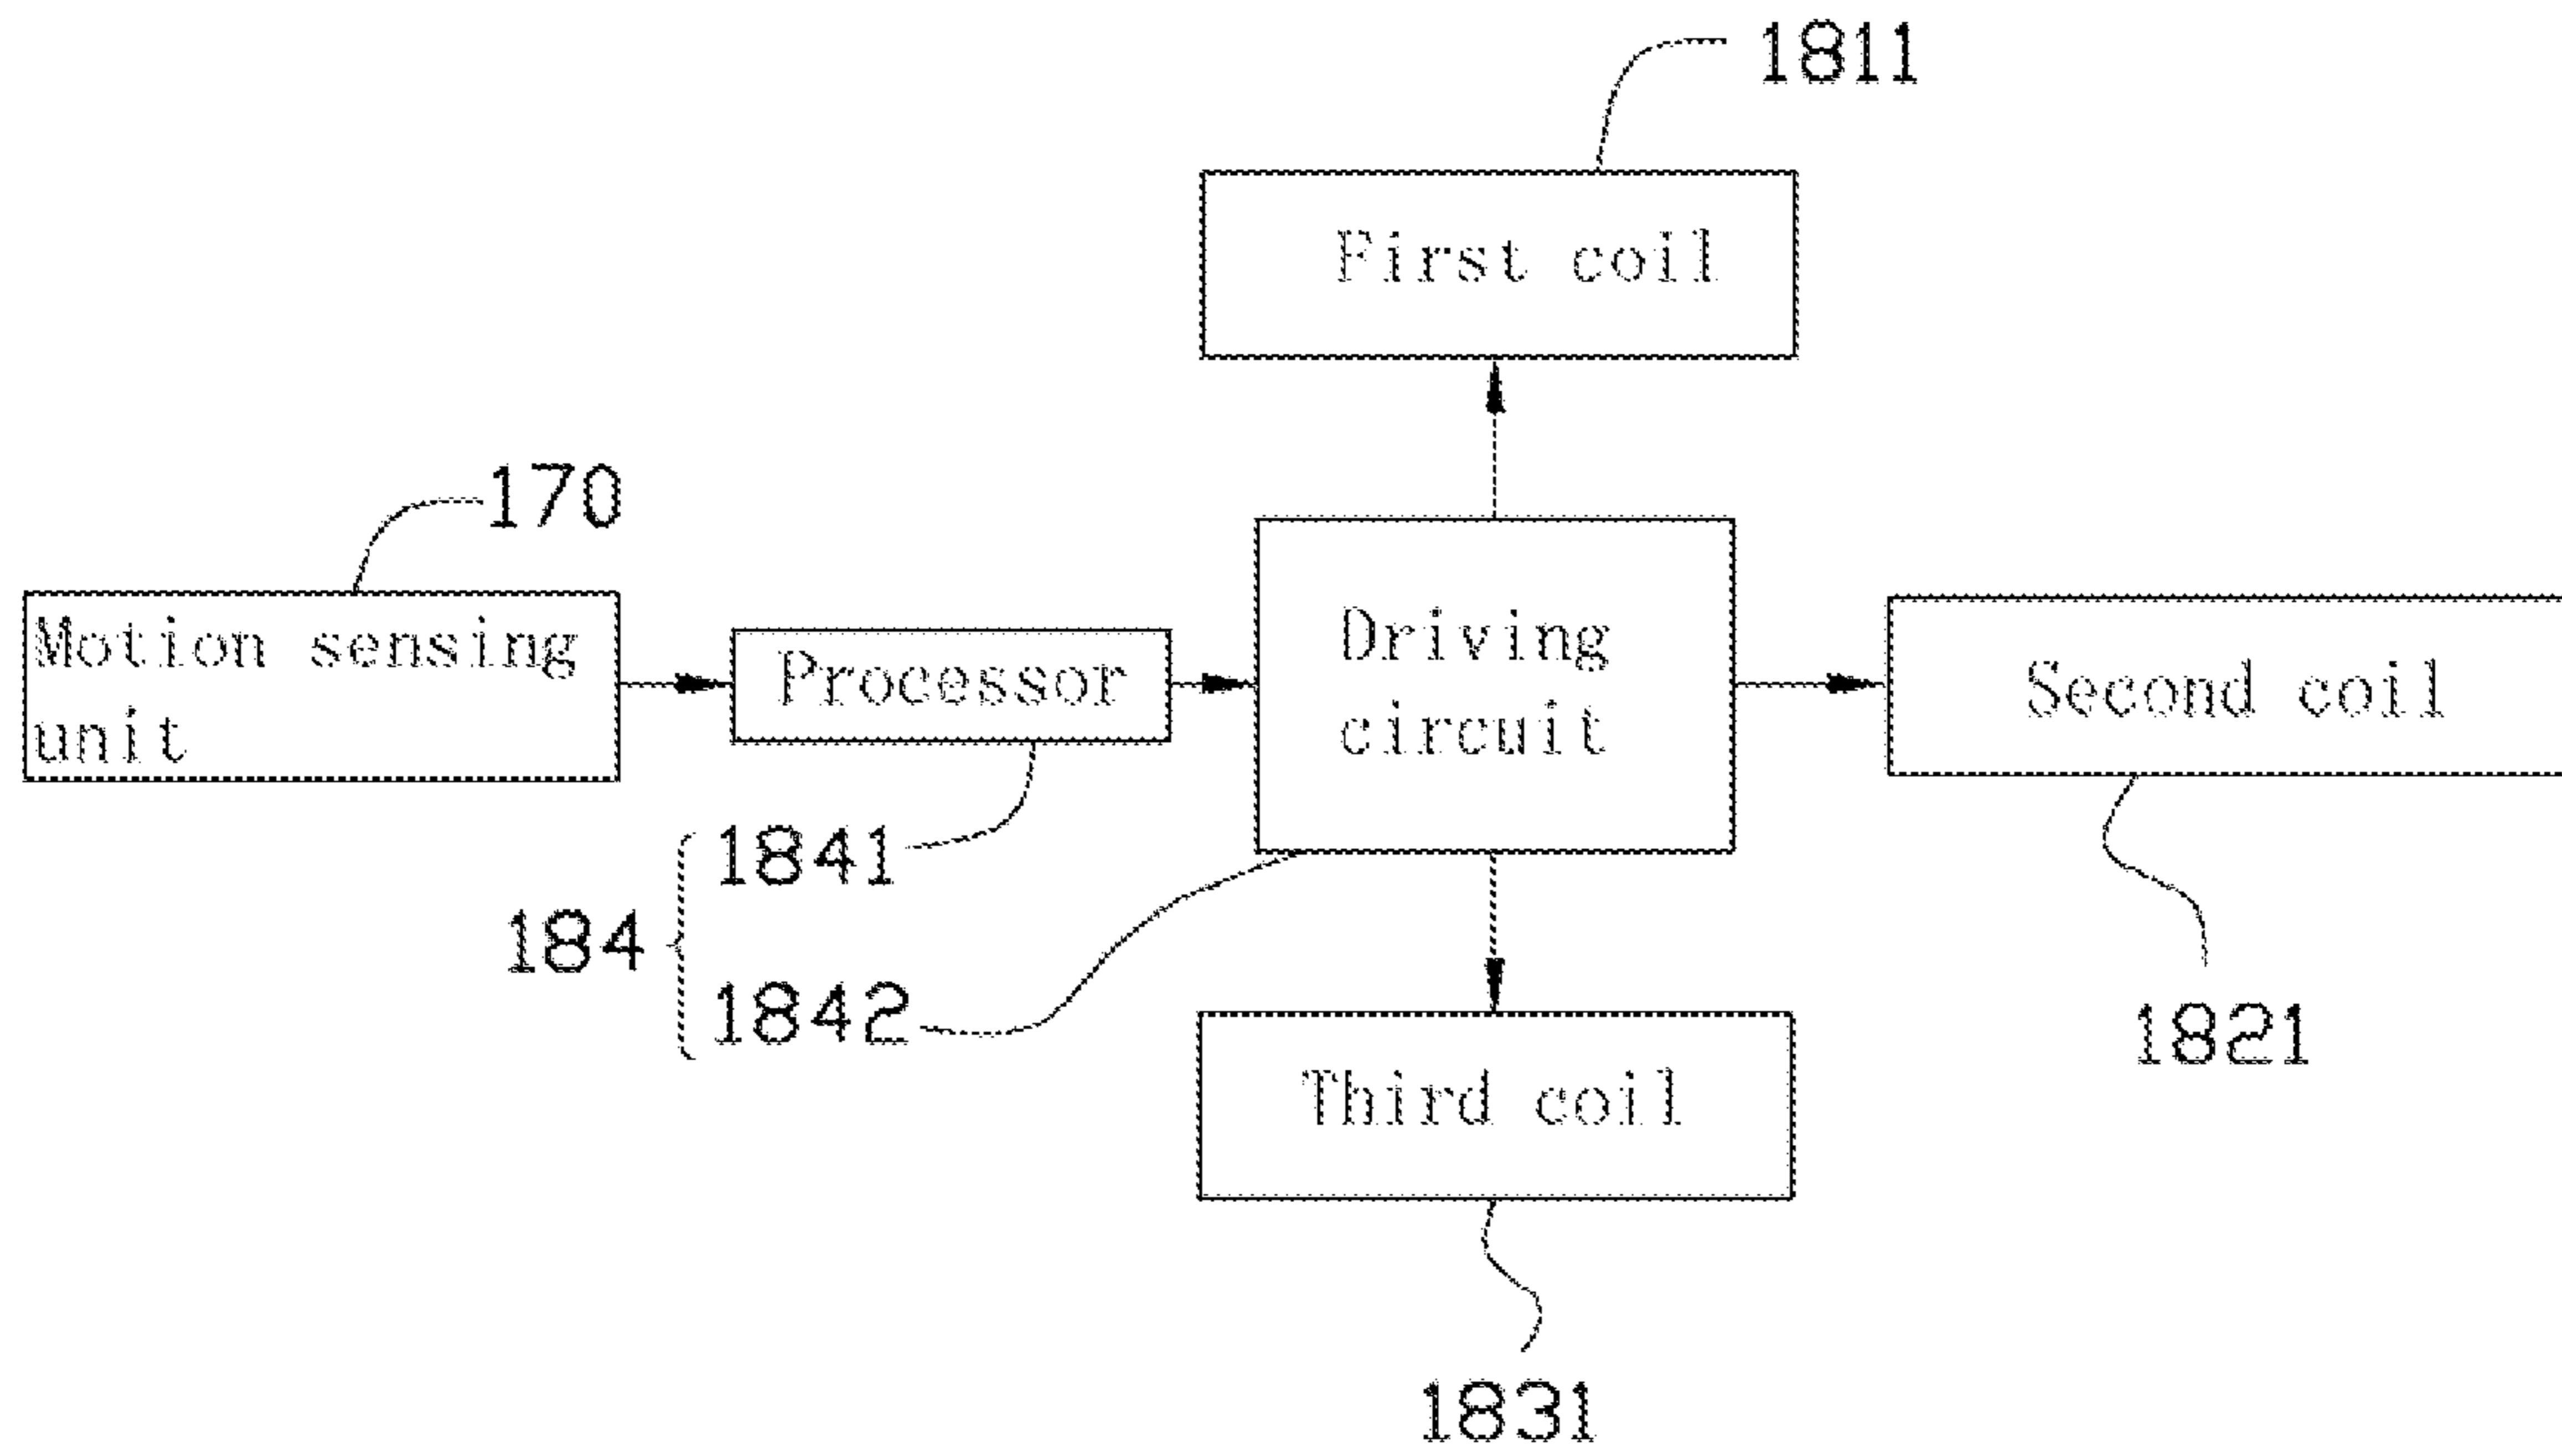 1811
First coil
170
Motion sensing
unit
Processor
Driving
circuit
Second coil
1841
184
1842
1821
Third coil
1831